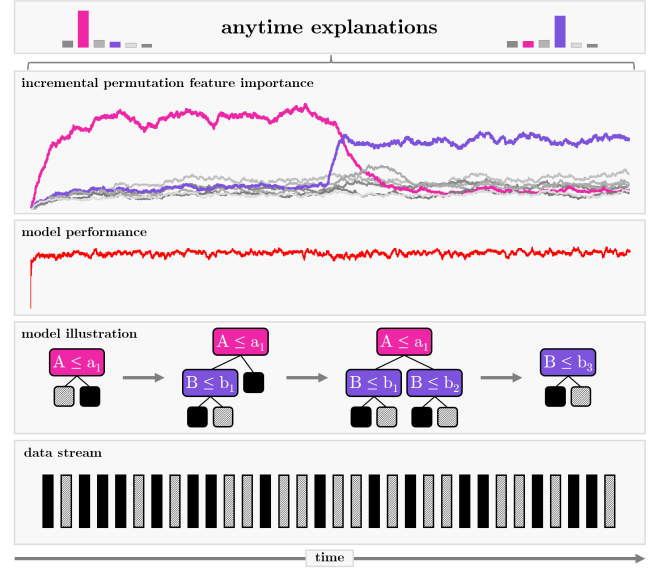 anytime explanations
incremental permutation feature importance
model performance
model illustration
A ≤ a₁
A ≤ a₁
A ≤ a₁
B ≤ b₁
B ≤ b₁
B ≤ b₂
B ≤ b₃
data stream
time